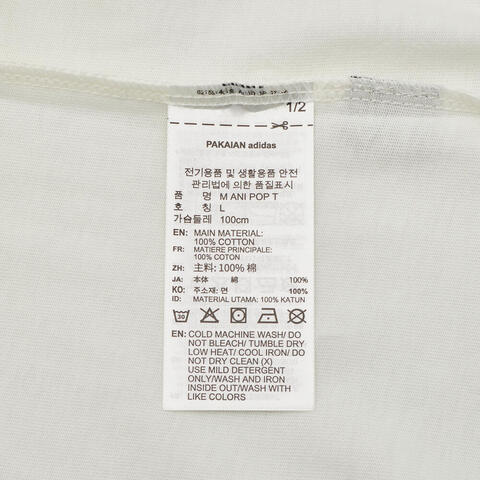 1/2
PAKAIAN adidas
전기용품 및 생활용품 안전
관리법에 의한 품질표시
품 명 M ANI POP T
호 칭 L
가슴둘레 100cm
EN: MAIN MATERIAL:
100% COTTON
FR: MATIERE PRINCIPALE:
100% COTON
ZH: 主料: 100% 棉
JA: 本体 綿 100%
KO: 주소재: 면 100%
ID: MATERIAL UTAMA: 100% KATUN
30
EN: COLD MACHINE WASH/ DO
NOT BLEACH/ TUMBLE DRY
LOW HEAT/ COOL IRON/ DO
NOT DRY CLEAN (X)
USE MILD DETERGENT
ONLY/WASH AND IRON
INSIDE OUT/WASH WITH
LIKE COLORS